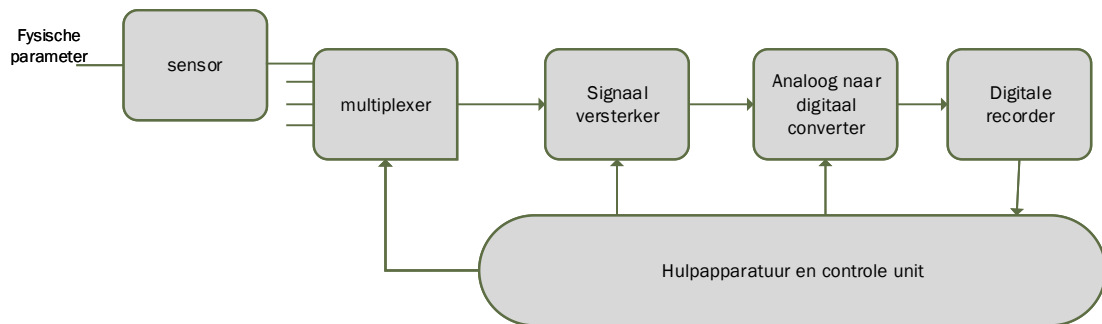 Fysische
parameter
sensor
multiplexer
Signaal
versterker
Analoog naar
digitaal
converter
Digitale
recorder
Hulpapparatuur en controle unit